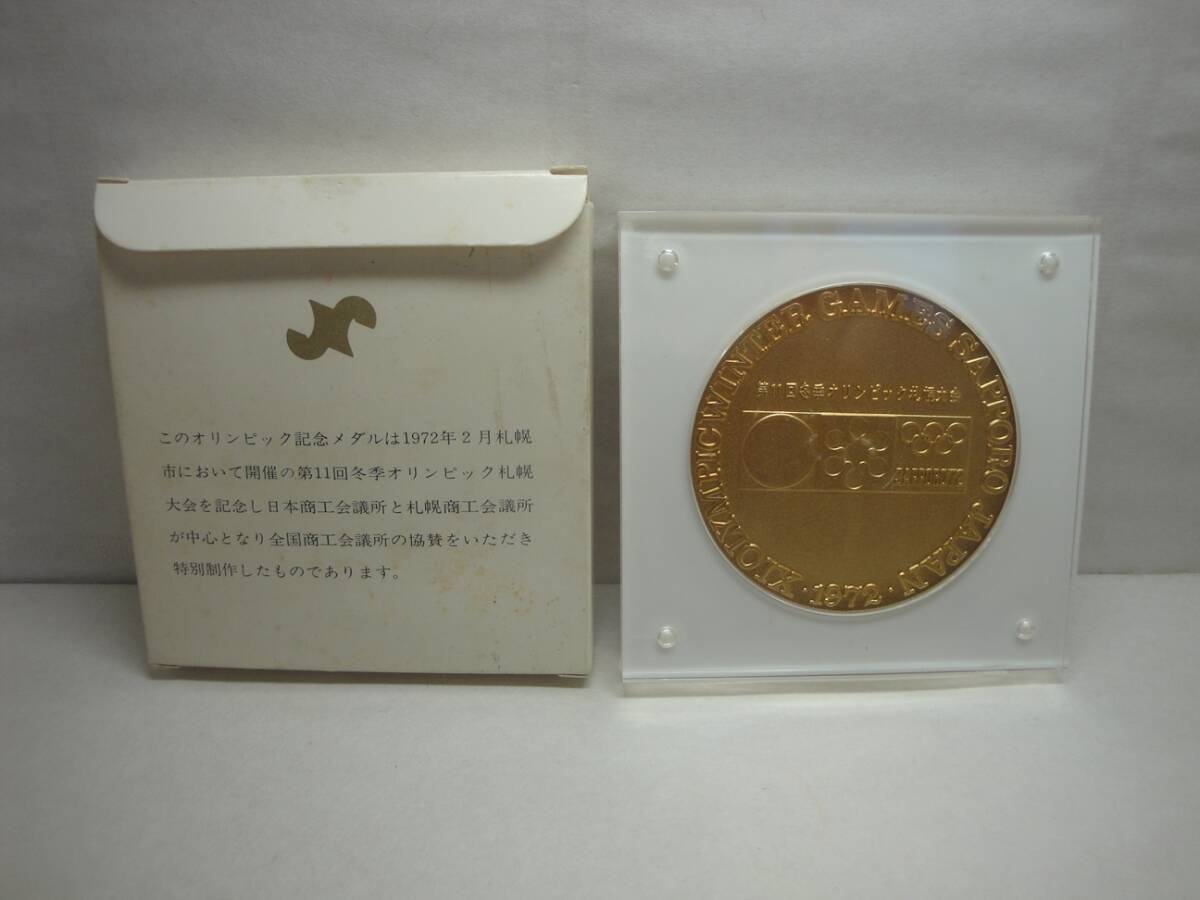 このオリンピック記念メダルは1972年2月札幌
市において開催の第11回冬季オリンピック札幌
大会を記念し日本商工会議所と札幌商工会議所
が中心となり全国商工会議所の協賛をいただき
特別制作したものであります。
XI OLYMPIC WINTER GAMES SAPPORO JAPAN
・1972・
第11回冬季オリンピック札幌大会
SAPPORO'72